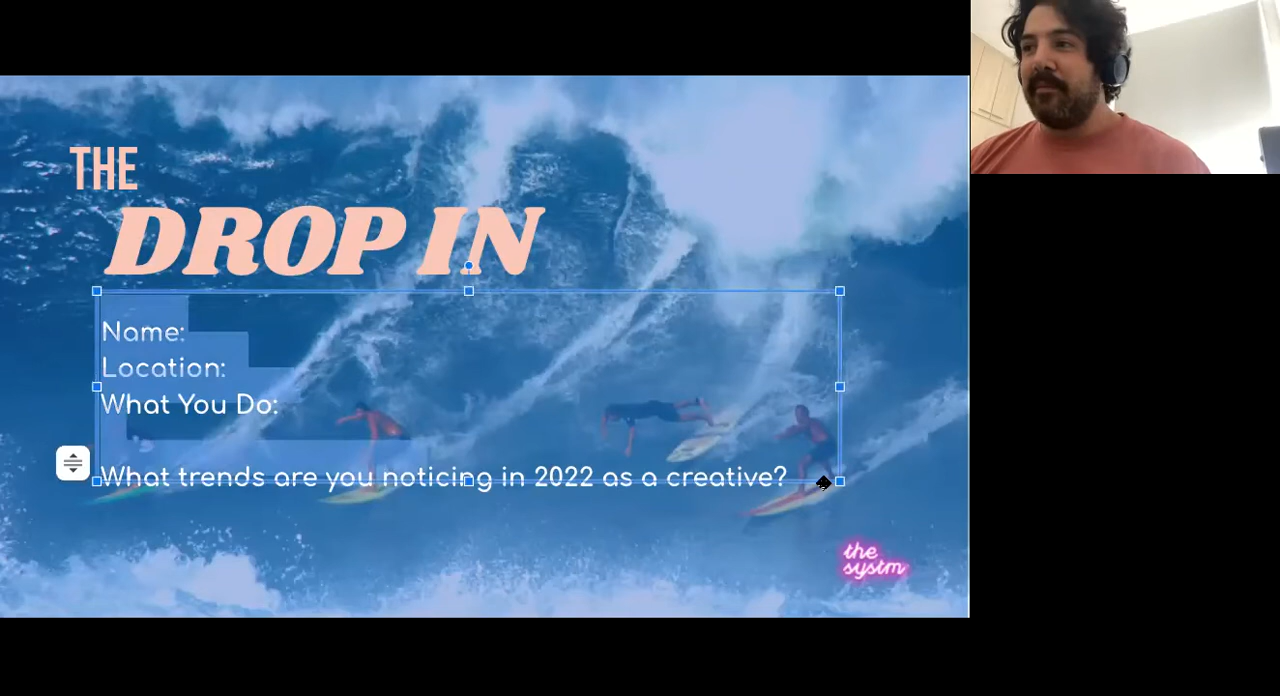 THE
DROP IN
Name:
Location:
What You Do:
What trends are you noticing in 2022 as a creative?
the
systm